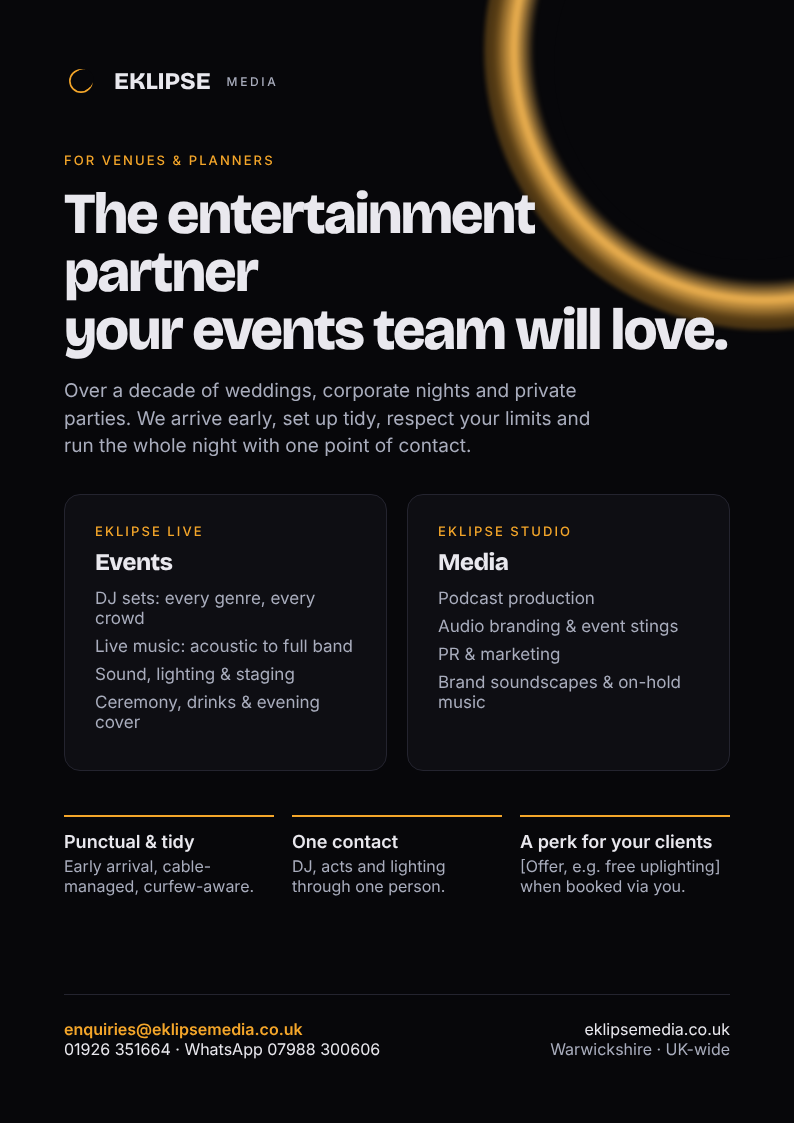 EKLIPSE MEDIA
FOR VENUES & PLANNERS
The entertainment
partner
your events team will love.
Over a decade of weddings, corporate nights and private
parties. We arrive early, set up tidy, respect your limits and
run the whole night with one point of contact.
EKLIPSE LIVE
Events
DJ sets: every genre, every
crowd
Live music: acoustic to full band
Sound, lighting & staging
Ceremony, drinks & evening
cover
EKLIPSE STUDIO
Media
Podcast production
Audio branding & event stings
PR & marketing
Brand soundscapes & on-hold
music
Punctual & tidy
Early arrival, cable-
managed, curfew-aware.
One contact
DJ, acts and lighting
through one person.
A perk for your clients
[Offer, e.g. free uplighting]
when booked via you.
enquiries@eklipsemedia.co.uk
01926 351664 · WhatsApp 07988 300606
eklipsemedia.co.uk
Warwickshire · UK-wide